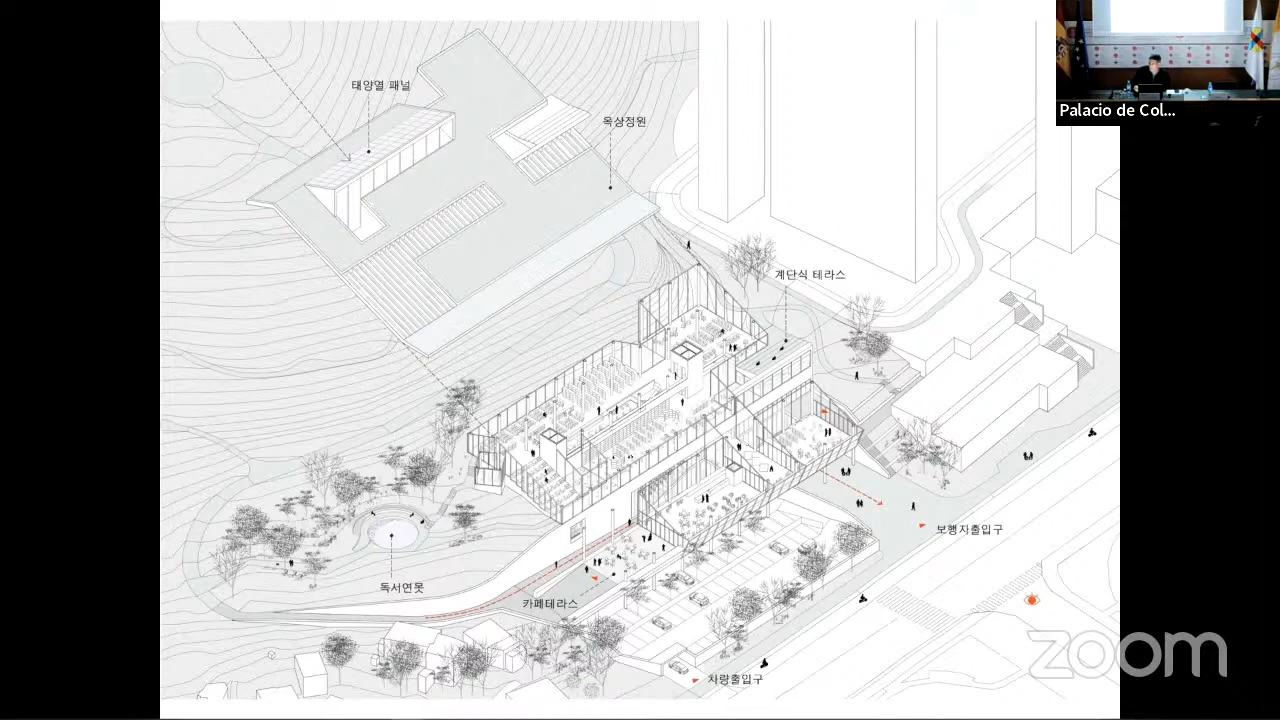 태양열 패널
옥상정원
Palacio de Col...
계단식 테라스
보행자출입구
독서연못
카페테라스
차량출입구
zoom